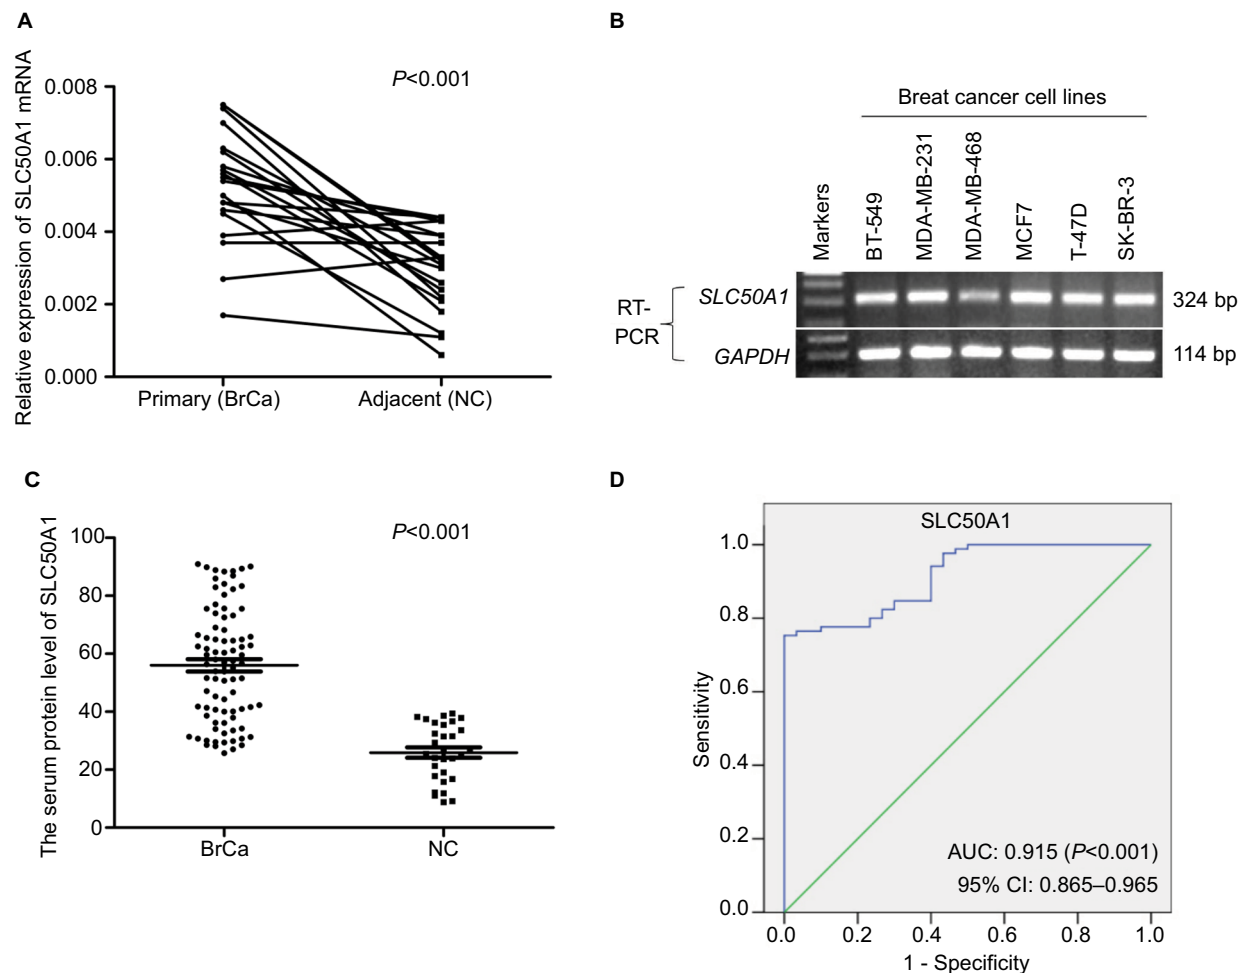 A
P<0.001
Relative expression of SLC50A1 mRNA
0.008
0.006
0.004
0.002
0.000
Primary (BrCa)
Adjacent (NC)
B
Breat cancer cell lines
Markers
BT-549
MDA-MB-231
MDA-MB-468
MCF7
T-47D
SK-BR-3
RT-
PCR
SLC50A1
324 bp
GAPDH
114 bp
C
P<0.001
The serum protein level of SLC50A1
100
80
60
40
20
0
BrCa
NC
D
SLC50A1
Sensitivity
1.0
0.8
0.6
0.4
0.2
0.0
AUC: 0.915 (P<0.001)
95% CI: 0.865–0.965
0.0
0.2
0.4
0.6
0.8
1.0
1 - Specificity